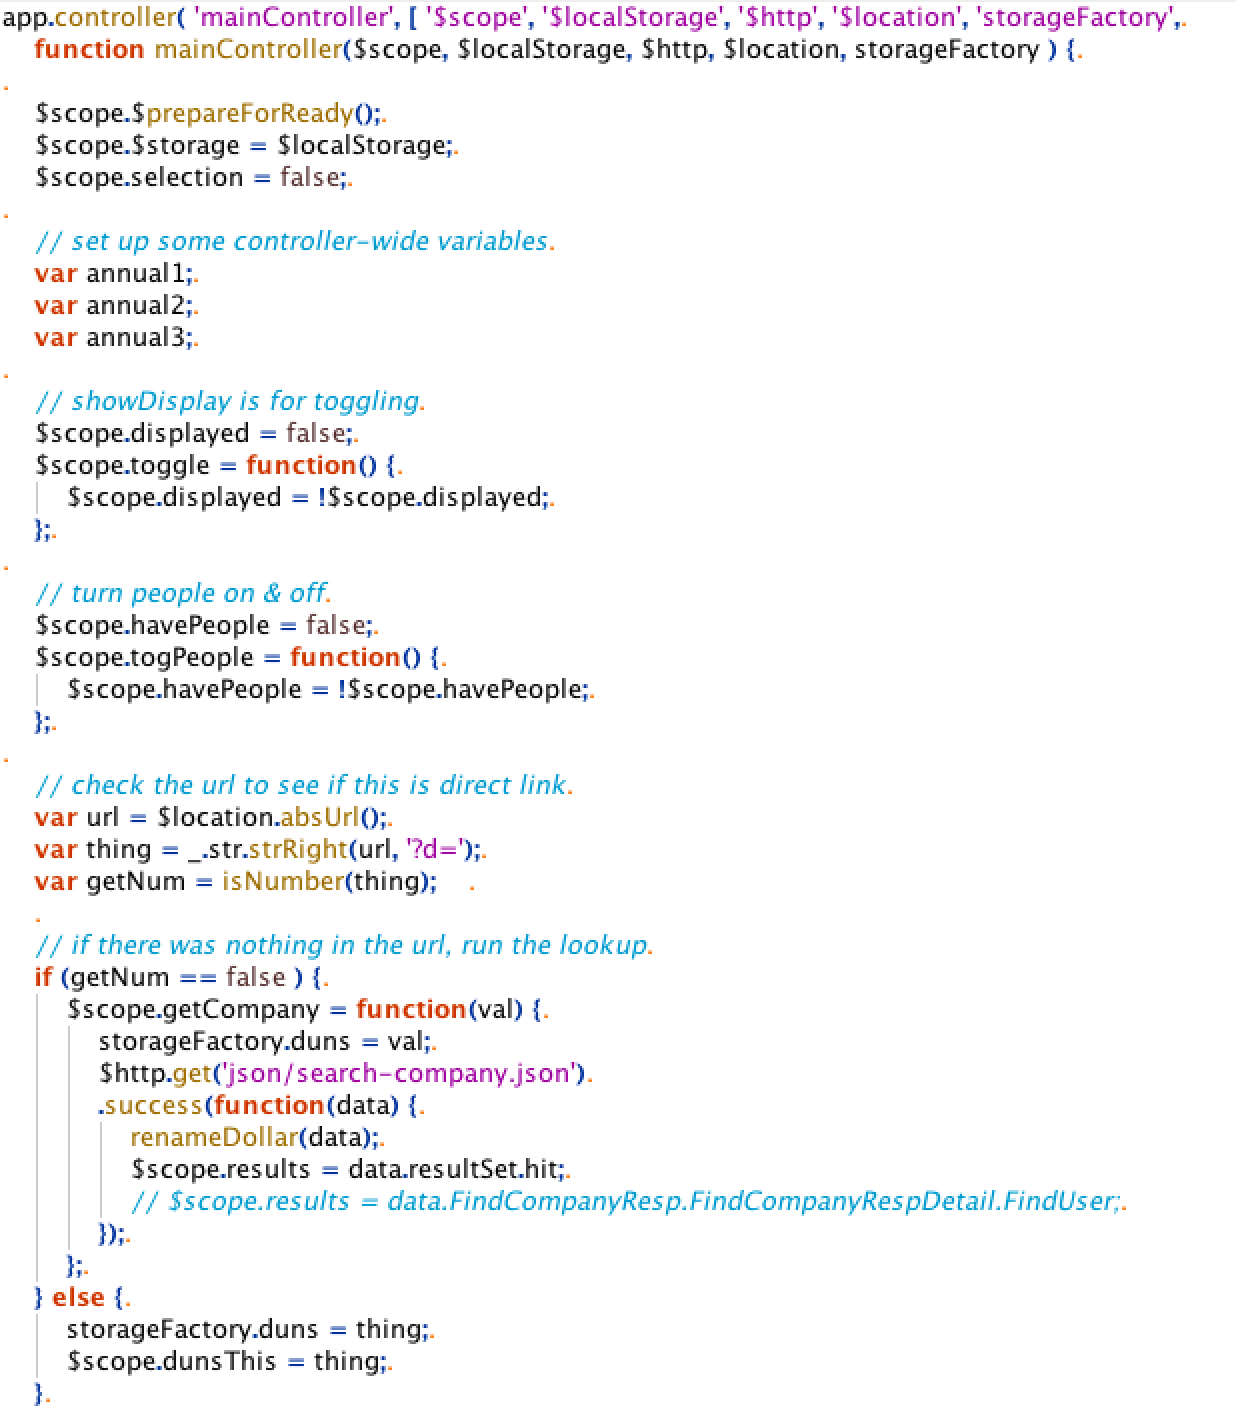 app.controller( 'mainController', [ '$scope', '$localStorage', '$http', '$location', 'storageFactory',
function mainController($scope, $localStorage, $http, $location, storageFactory ) {
$scope.$prepareForReady();
$scope.$storage = $localStorage;
$scope.selection = false;
// set up some controller-wide variables
var annual1;
var annual2;
var annual3;
// showDisplay is for toggling
$scope.displayed = false;
$scope.toggle = function() {
$scope.displayed = !$scope.displayed;
};
// turn people on & off
$scope.havePeople = false;
$scope.togPeople = function() {
$scope.havePeople = !$scope.havePeople;
};
// check the url to see if this is direct link
var url = $location.absUrl();
var thing = _.str.strRight(url, '?d=');
var getNum = isNumber(thing);
// if there was nothing in the url, run the lookup
if (getNum == false ) {
$scope.getCompany = function(val) {
storageFactory.duns = val;
$http.get('json/search-company.json')
.success(function(data) {
renameDollar(data);
$scope.results = data.resultSet.hit;
// $scope.results = data.FindCompanyResp.FindCompanyRespDetail.FindUser;
});
};
} else {
storageFactory.duns = thing;
$scope.dunsThis = thing;
}